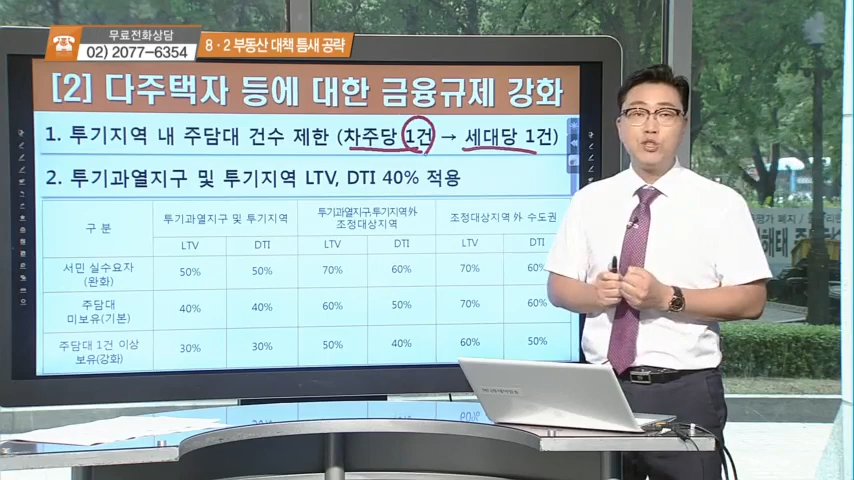 무료전화상담
02) 2077-6354
8·2 부동산 대책 틈새 공략
[2] 다주택자 등에 대한 금융규제 강화
1. 투기지역 내 주담대 건수 제한 (차주당 1건 → 세대당 1건)
2. 투기과열지구 및 투기지역 LTV, DTI 40% 적용
구 분
투기과열지구 및 투기지역
투기과열지구,투기지역 外
조정대상지역
조정대상지역 外 수도권
LTV DTI LTV DTI LTV DTI
서민 실수요자
(완화)
50% 50% 70% 60% 70% 60%
주담대
미보유(기본)
40% 40% 60% 50% 70% 60%
주담대 1건 이상
보유(강화)
30% 30% 50% 40% 60% 50%